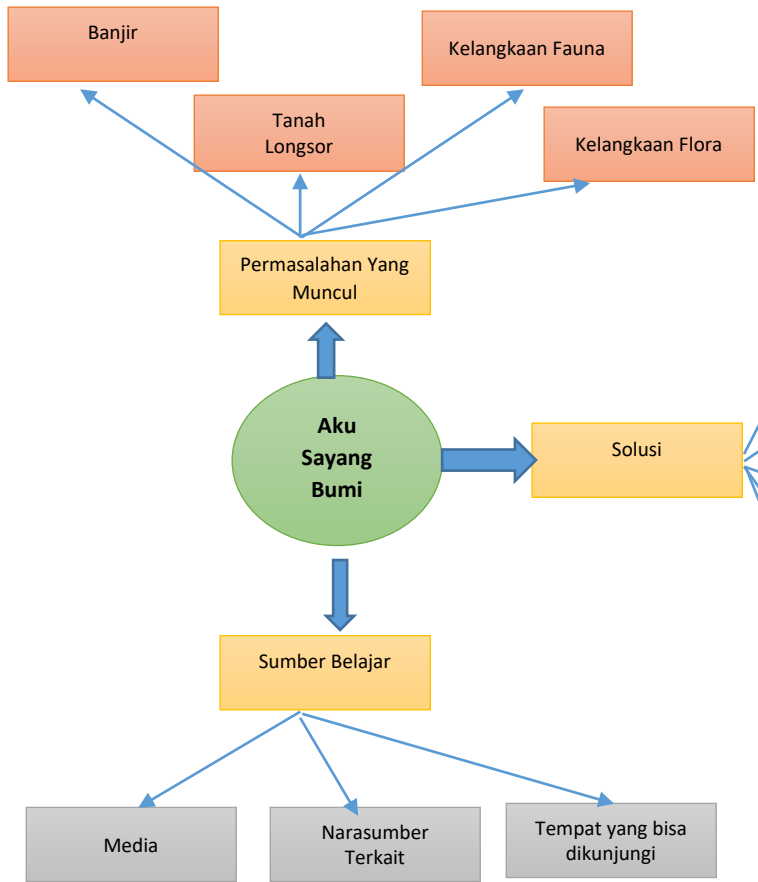 Banjir
Kelangkaan Fauna
Tanah
Longsor
Kelangkaan Flora
Permasalahan Yang
Muncul
Aku
Sayang
Bumi
Solusi
Sumber Belajar
Media
Narasumber
Terkait
Tempat yang bisa
dikunjungi